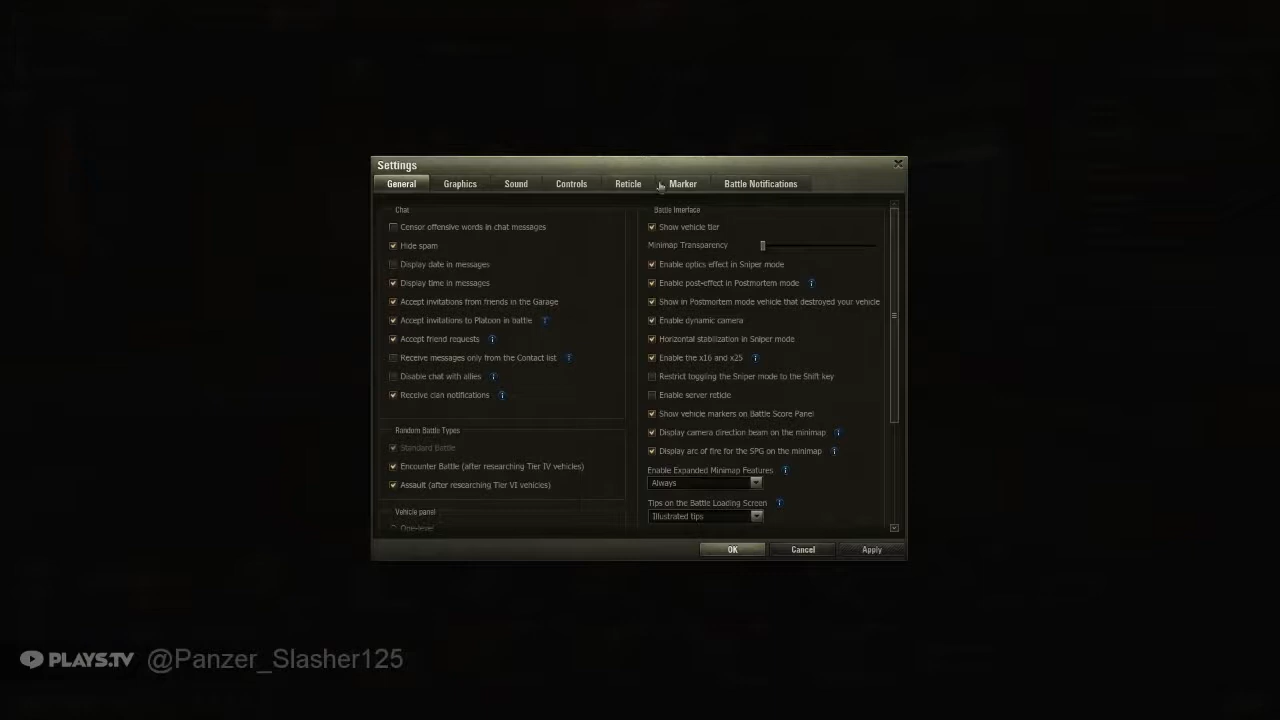 Settings
General Graphics Sound Controls Reticle Marker Battle Notifications
Chat
Censor offensive words in chat messages
Hide spam
Display date in messages
Display time in messages
Accept invitations from friends in the Garage
Accept invitations to Platoon in battle
Accept friend requests
Receive messages only from the Contact list
Disable chat with allies
Receive clan notifications
Random Battle Types
Standard Battle
Encounter Battle (after researching Tier IV vehicles)
Assault (after researching Tier VI vehicles)
Vehicle panel
One-level
Battle Interface
Show vehicle tier
Minimap Transparency
Enable optics effect in Sniper mode
Enable post-effect in Postmortem mode
Show in Postmortem mode vehicle that destroyed your vehicle
Enable dynamic camera
Horizontal stabilization in Sniper mode
Enable the x16 and x25
Restrict toggling the Sniper mode to the Shift key
Enable server reticle
Show vehicle markers on Battle Score Panel
Display camera direction beam on the minimap
Display arc of fire for the SPG on the minimap
Enable Expanded Minimap Features
Always
Tips on the Battle Loading Screen
Illustrated tips
OK Cancel Apply
PLAYS.TV @Panzer_Slasher125